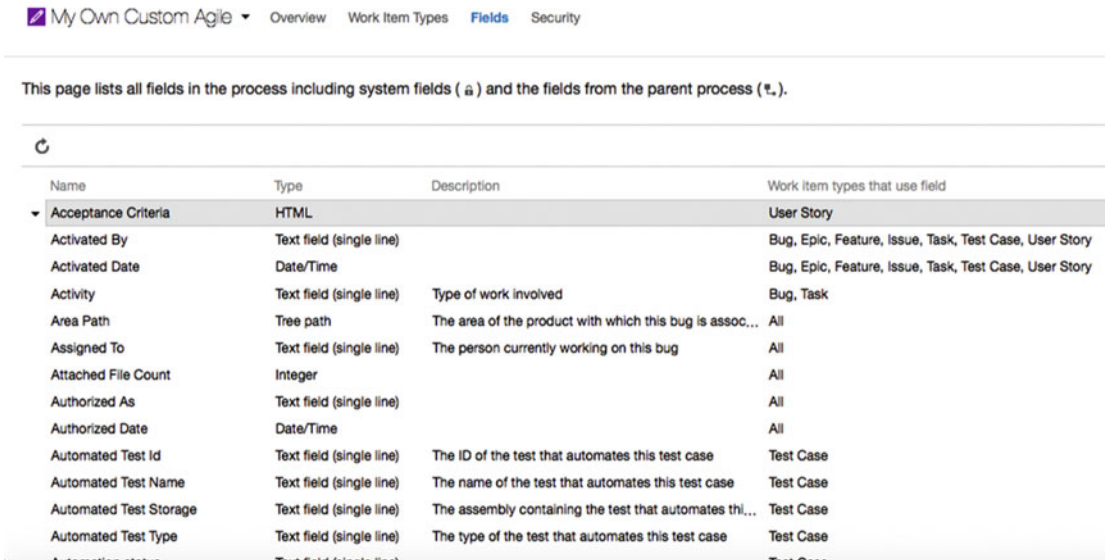 My Own Custom Agile Overview Work Item Types Fields Security
This page lists all fields in the process including system fields ( ) and the fields from the parent process ( ).
Name Type Description Work item types that use field
Acceptance Criteria HTML User Story
Activated By Text field (single line) Bug, Epic, Feature, Issue, Task, Test Case, User Story
Activated Date Date/Time Bug, Epic, Feature, Issue, Task, Test Case, User Story
Activity Text field (single line) Type of work involved Bug, Task
Area Path Tree path The area of the product with which this bug is assoc... All
Assigned To Text field (single line) The person currently working on this bug All
Attached File Count Integer All
Authorized As Text field (single line) All
Authorized Date Date/Time All
Automated Test Id Text field (single line) The ID of the test that automates this test case Test Case
Automated Test Name Text field (single line) The name of the test that automates this test case Test Case
Automated Test Storage Text field (single line) The assembly containing the test that automates thi... Test Case
Automated Test Type Text field (single line) The type of the test that automates this test case Test Case